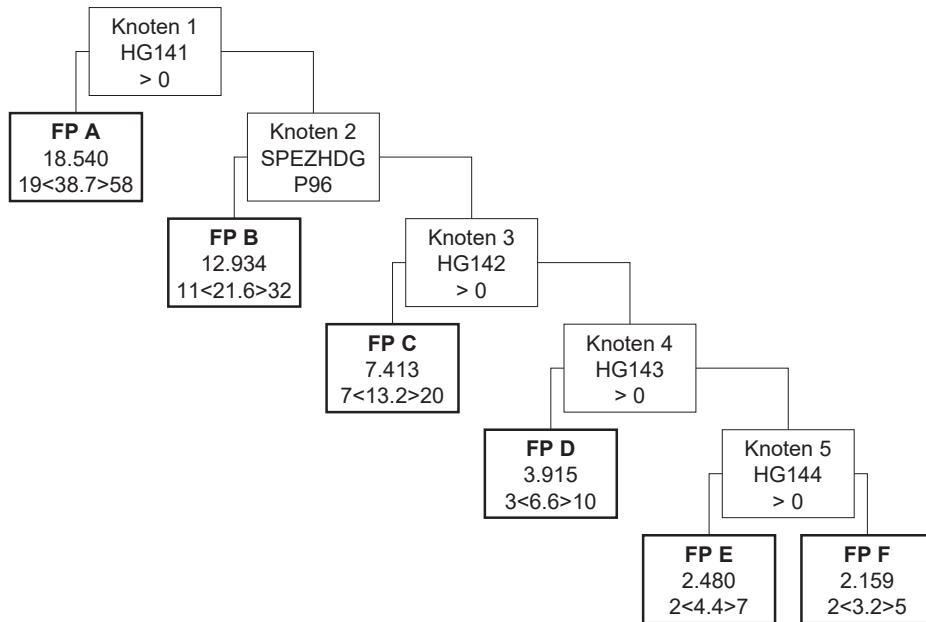 Knoten 1
HG141
> 0
FP A
18.540
19<38.7>58
Knoten 2
SPEZHDG
P96
FP B
12.934
11<21.6>32
Knoten 3
HG142
> 0
FP C
7.413
7<13.2>20
Knoten 4
HG143
> 0
FP D
3.915
3<6.6>10
Knoten 5
HG144
> 0
FP E
2.480
2<4.4>7
FP F
2.159
2<3.2>5